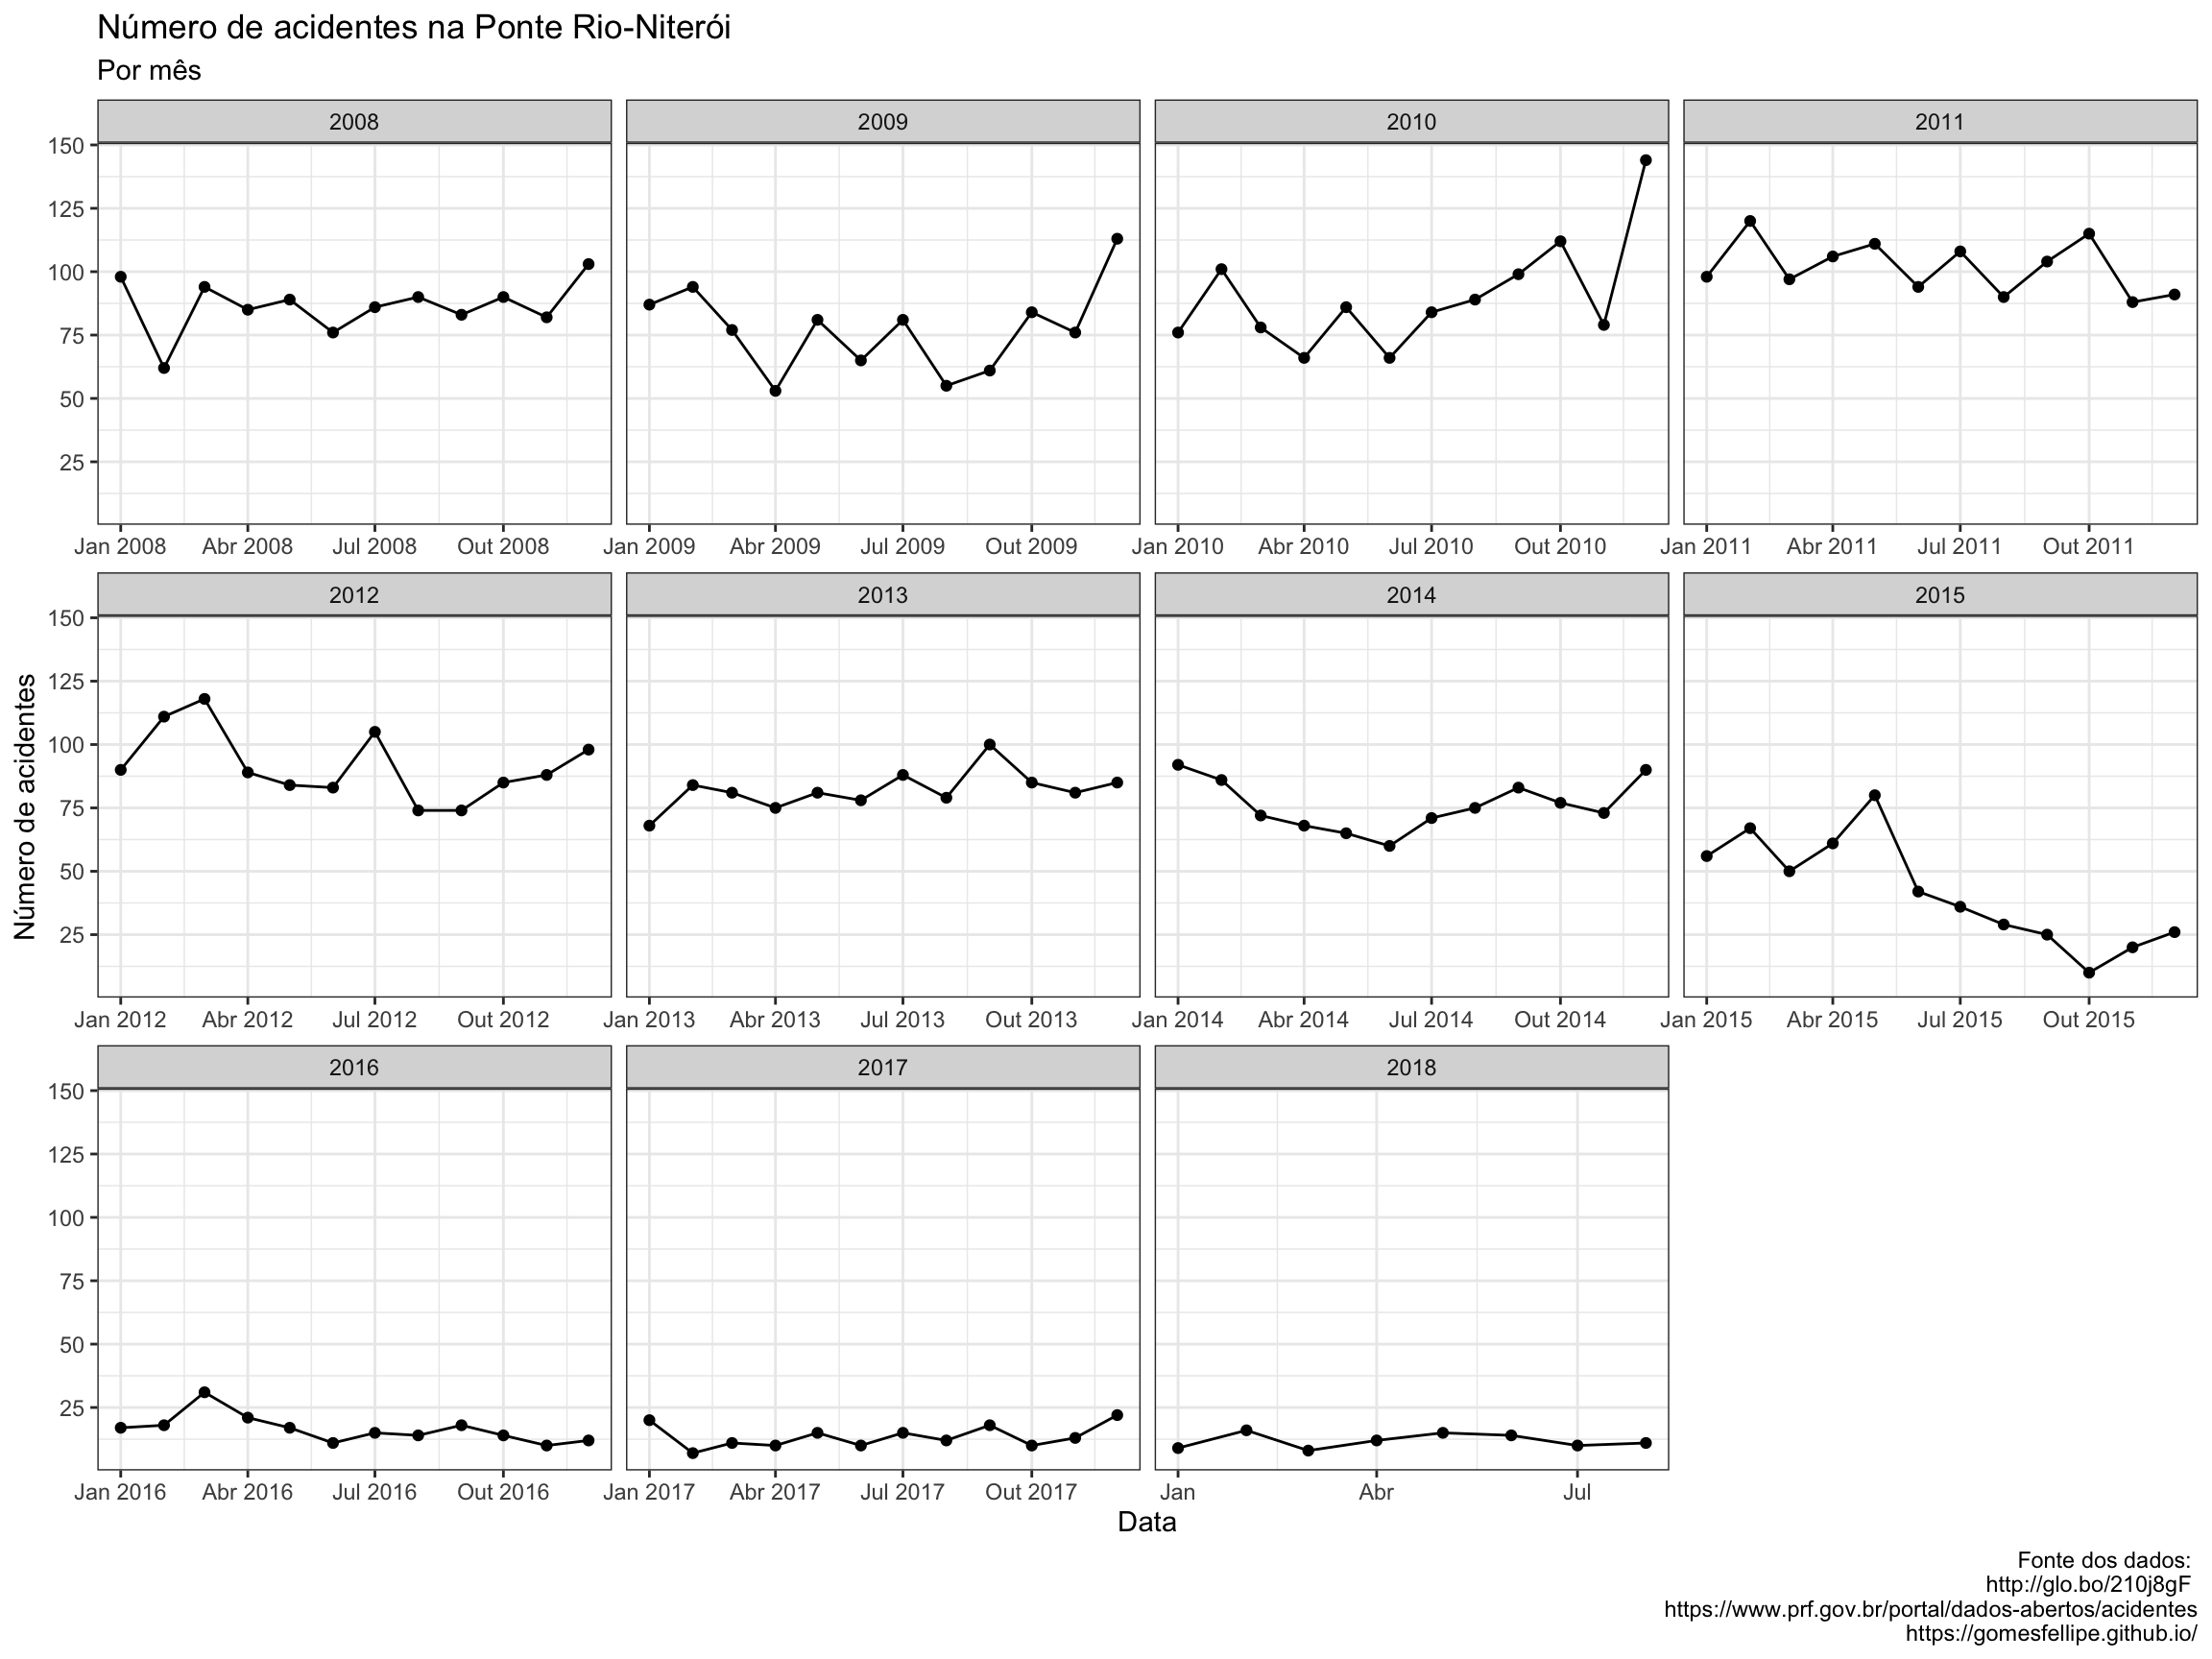 Número de acidentes na Ponte Rio-Niterói
Por mês
2008 2009 2010 2011
150
125
100
75
50
25
Jan 2008 Abr 2008 Jul 2008 Out 2008 Jan 2009 Abr 2009 Jul 2009 Out 2009 Jan 2010 Abr 2010 Jul 2010 Out 2010 Jan 2011 Abr 2011 Jul 2011 Out 2011
2012 2013 2014 2015
150
125
100
75
50
25
Número de acidentes
Jan 2012 Abr 2012 Jul 2012 Out 2012 Jan 2013 Abr 2013 Jul 2013 Out 2013 Jan 2014 Abr 2014 Jul 2014 Out 2014 Jan 2015 Abr 2015 Jul 2015 Out 2015
2016 2017 2018
150
125
100
75
50
25
Jan 2016 Abr 2016 Jul 2016 Out 2016 Jan 2017 Abr 2017 Jul 2017 Out 2017 Jan Abr Jul
Data
Fonte dos dados:
http://glo.bo/210j8gF
https://www.prf.gov.br/portal/dados-abertos/acidentes
https://gomesfellipe.github.io/